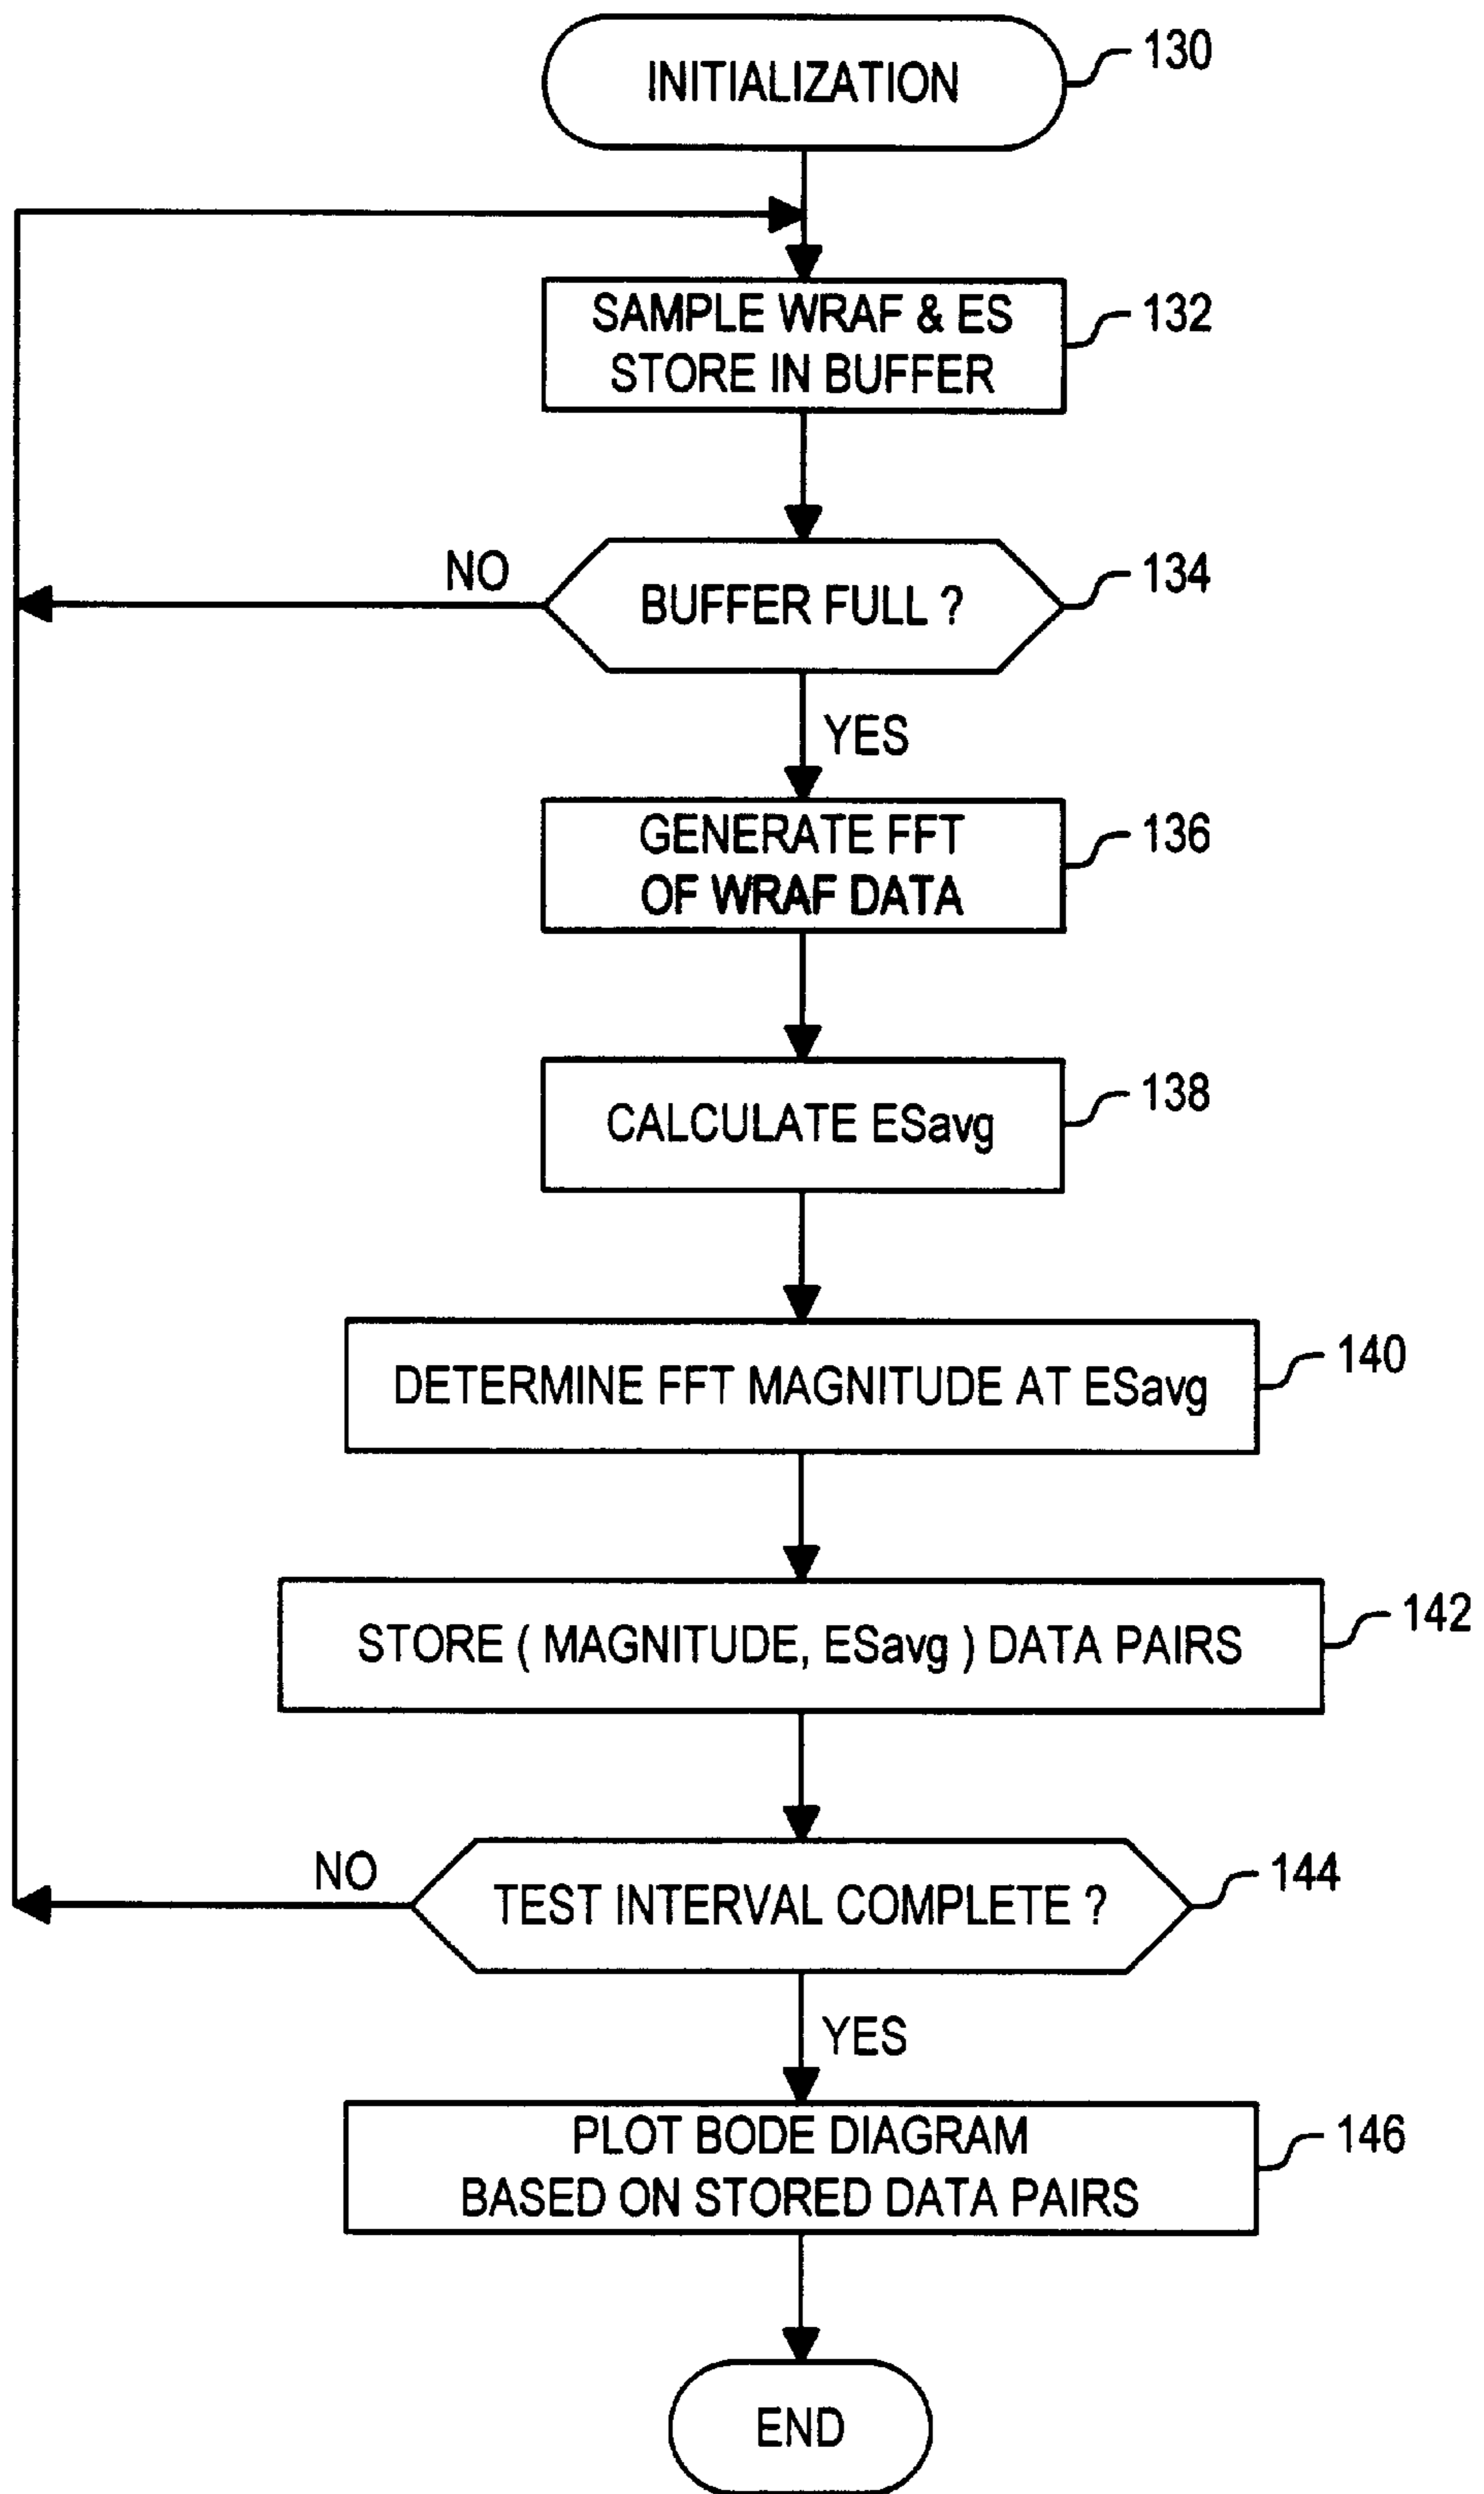 INITIALIZATION
130
SAMPLE WRAF & ES
STORE IN BUFFER
132
NO
BUFFER FULL ?
134
YES
GENERATE FFT
OF WRAF DATA
136
CALCULATE ESavg
138
DETERMINE FFT MAGNITUDE AT ESavg
140
STORE ( MAGNITUDE, ESavg ) DATA PAIRS
142
NO
TEST INTERVAL COMPLETE ?
144
YES
PLOT BODE DIAGRAM
BASED ON STORED DATA PAIRS
146
END